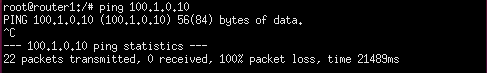 root@router1:/# ping 100.1.0.10
PING 100.1.0.10 (100.1.0.10) 56(84) bytes of data.
^C
--- 100.1.0.10 ping statistics ---
22 packets transmitted, 0 received, 100% packet loss, time 21489ms